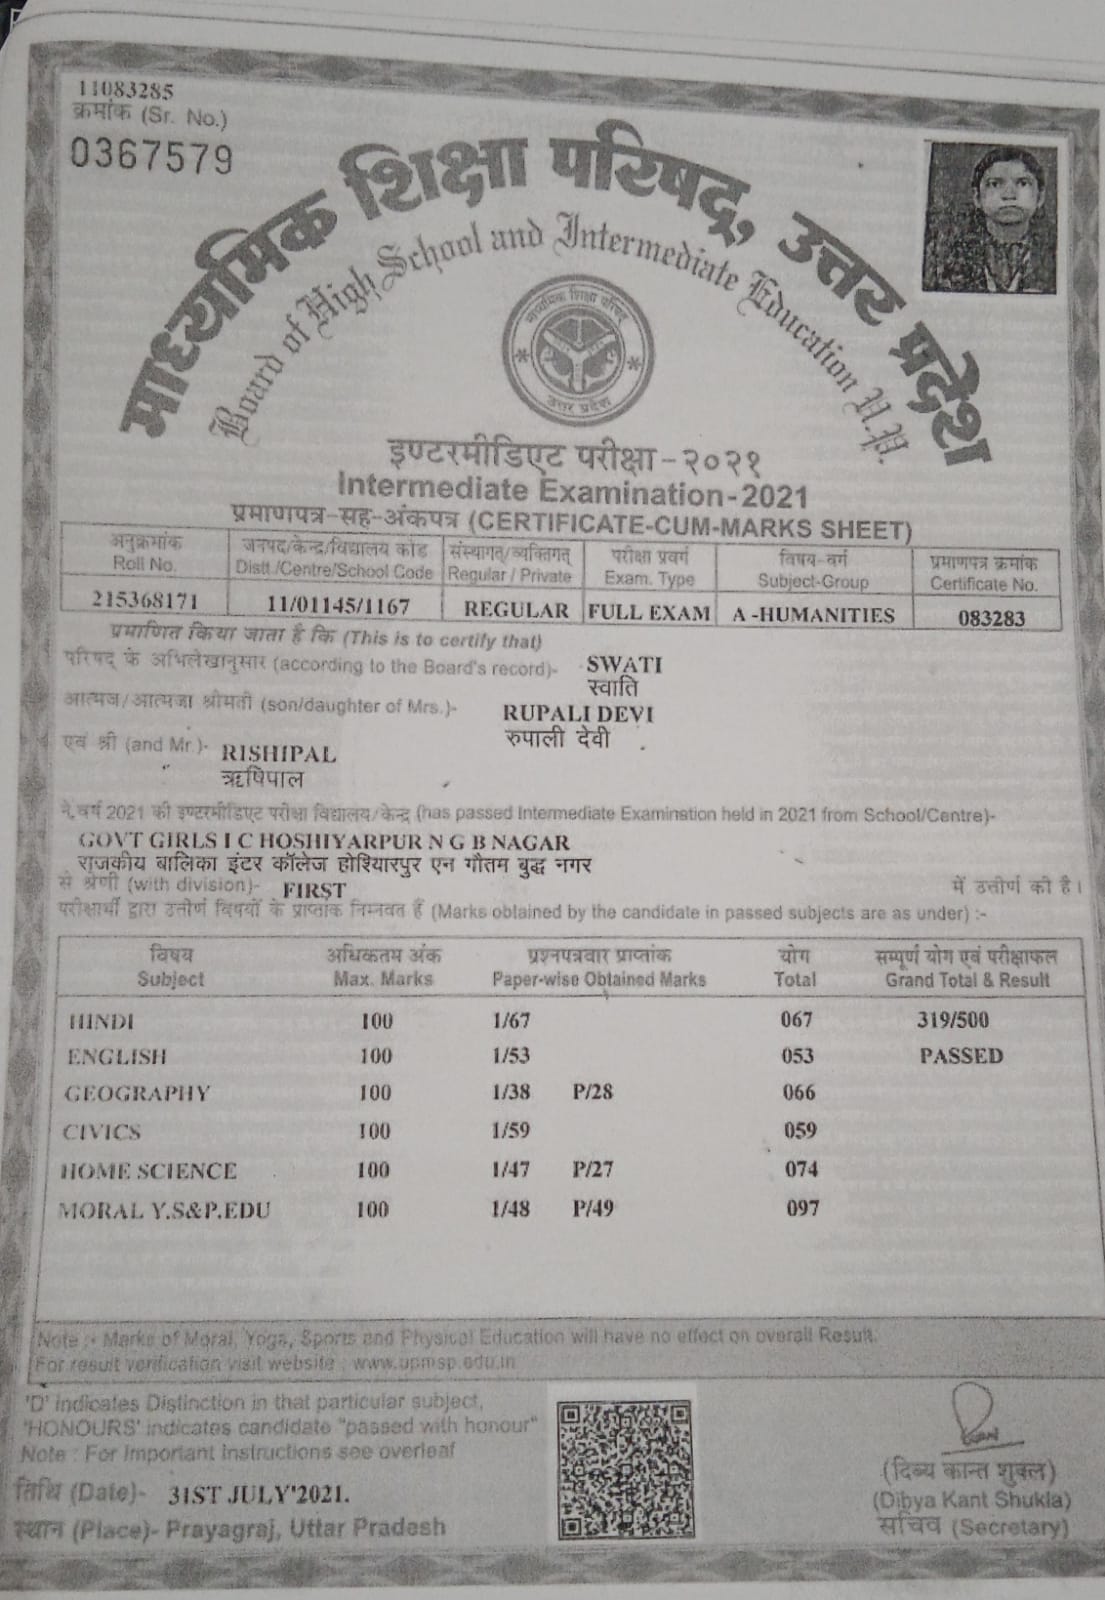 11083285
क्रमांक (Sr. No.)
0367579
माध्यमिक शिक्षा परिषद्, उत्तर प्रदेश
Board of High School and Intermediate Education U.P.
माध्यमिक शिक्षा परिषद्
उत्तर प्रदेश
इण्टरमीडिएट परीक्षा-२०२१
Intermediate Examination-2021
प्रमाणपत्र-सह-अंकपत्र (CERTIFICATE-CUM-MARKS SHEET)
अनुक्रमांक जनपद/केन्द्र/विद्यालय कोड संस्थागत/व्यक्तिगत परीक्षा प्रवर्ग विषय-वर्ग प्रमाणपत्र क्रमांक
Roll No. Distt./Centre/School Code Regular / Private Exam. Type Subject-Group Certificate No.
215368171 11/01145/1167 REGULAR FULL EXAM A -HUMANITIES 083283
प्रमाणित किया जाता है कि (This is to certify that)
परिषद् के अभिलेखानुसार (according to the Board's record)- SWATI
स्वाति
आत्मज/आत्मजा श्रीमती (son/daughter of Mrs.)- RUPALI DEVI
रुपाली देवी
एवं श्री (and Mr.)- RISHIPAL
ऋषिपाल
ने, वर्ष 2021 की इण्टरमीडिएट परीक्षा विद्यालय/केन्द्र (has passed Intermediate Examination held in 2021 from School/Centre)-
GOVT GIRLS I C HOSHIYARPUR N G B NAGAR
राजकीय बालिका इंटर कॉलेज होश्यारपुर एन गौतम बुद्ध नगर
से श्रेणी (with division)- FIRST में उत्तीर्ण की है।
परीक्षार्थी द्वारा उत्तीर्ण विषयों के प्राप्तांक निम्नवत हैं (Marks obtained by the candidate in passed subjects are as under) :-
विषय अधिकतम अंक प्रश्नपत्रवार प्राप्तांक योग सम्पूर्ण योग एवं परीक्षाफल
Subject Max. Marks Paper-wise Obtained Marks Total Grand Total & Result
HINDI 100 1/67 067 319/500
ENGLISH 100 1/53 053 PASSED
GEOGRAPHY 100 1/38 P/28 066
CIVICS 100 1/59 059
HOME SCIENCE 100 1/47 P/27 074
MORAL Y.S&P.EDU 100 1/48 P/49 097
Note :- Marks of Moral, Yoga, Sports and Physical Education will have no effect on overall Result.
For result verification visit website : www.upmsp.edu.in
'D' indicates Distinction in that particular subject,
'HONOURS' indicates candidate "passed with honour"
Note : For Important Instructions see overleaf
तिथि (Date)- 31ST JULY'2021.
स्थान (Place)- Prayagraj, Uttar Pradesh
(दिब्य कान्त शुक्ल)
(Dibya Kant Shukla)
सचिव (Secretary)